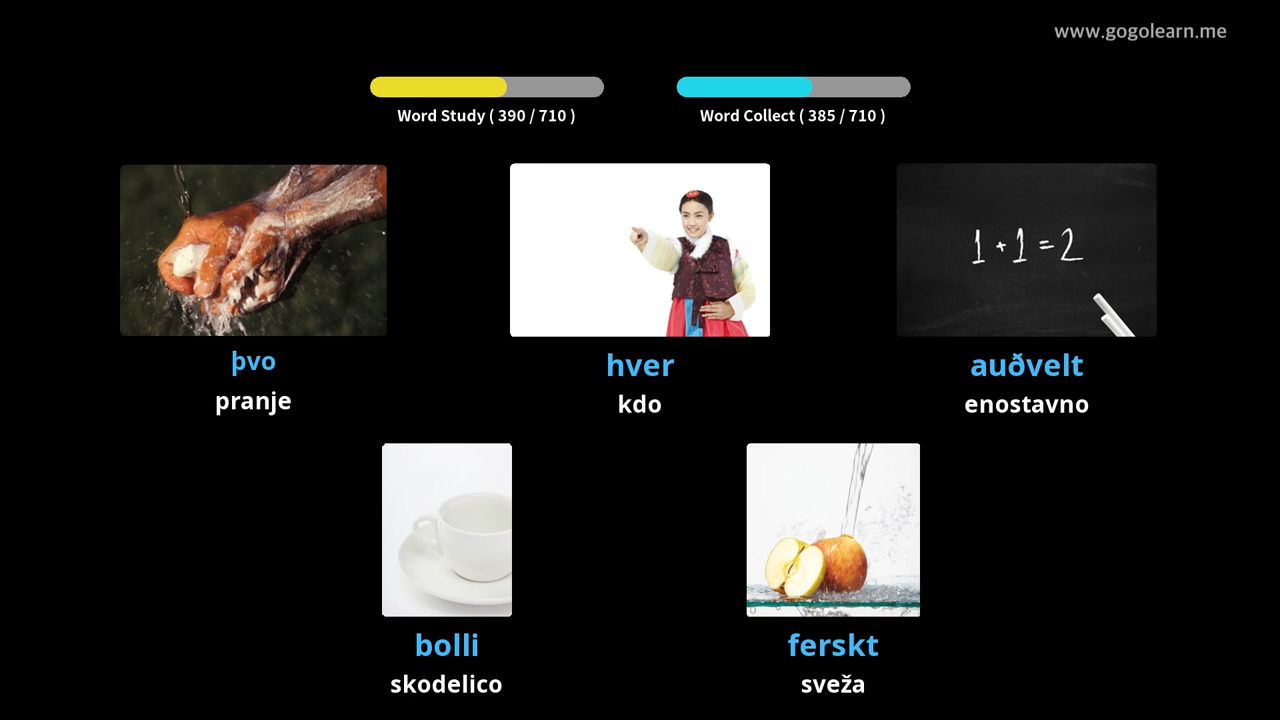 www.gogolearn.me
Word Study ( 390 / 710 )
Word Collect ( 385 / 710 )
1 + 1 = 2
þvo
pranje
hver
kdo
auðvelt
enostavno
bolli
skodelico
ferskt
sveža